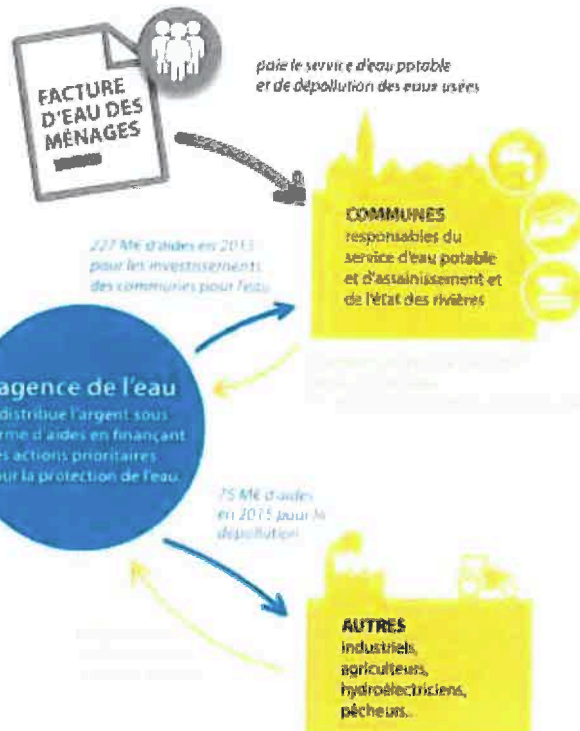 FACTURE
D'EAU DES
MÉNAGES
paie le service d'eau potable
et de dépollution des eaux usées
COMMUNES
responsables du
service d'eau potable
et d'assainissement et
de l'état des rivières
227 M€ d'aides en 2015
pour les investissements
des communes pour l'eau
agence de l'eau
distribue l'argent sous
d'aides en finançant
actions prioritaires
la protection de l'eau.
75 M€ d'aides
en 2015 pour la
dépollution
AUTRES
industriels,
agriculteurs,
hydroélectriciens,
pêcheurs...